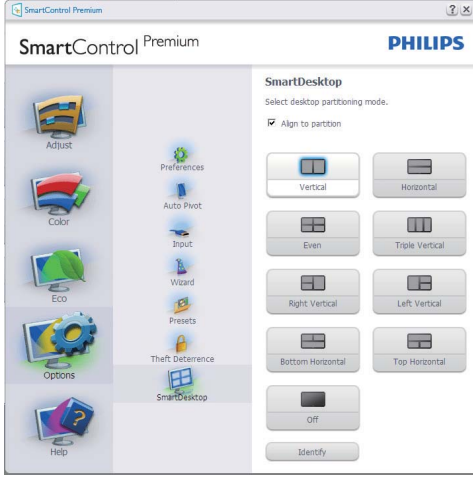 SmartControl Premium
SmartControl Premium
PHILIPS
Adjust
Color
Eco
Options
Help
Preferences
Auto Pivot
Input
Wizard
Presets
Theft Deterrence
SmartDesktop
SmartDesktop
Select desktop partitioning mode.
Align to partition
Vertical
Horizontal
Even
Triple Vertical
Right Vertical
Left Vertical
Bottom Horizontal
Top Horizontal
Off
Identify